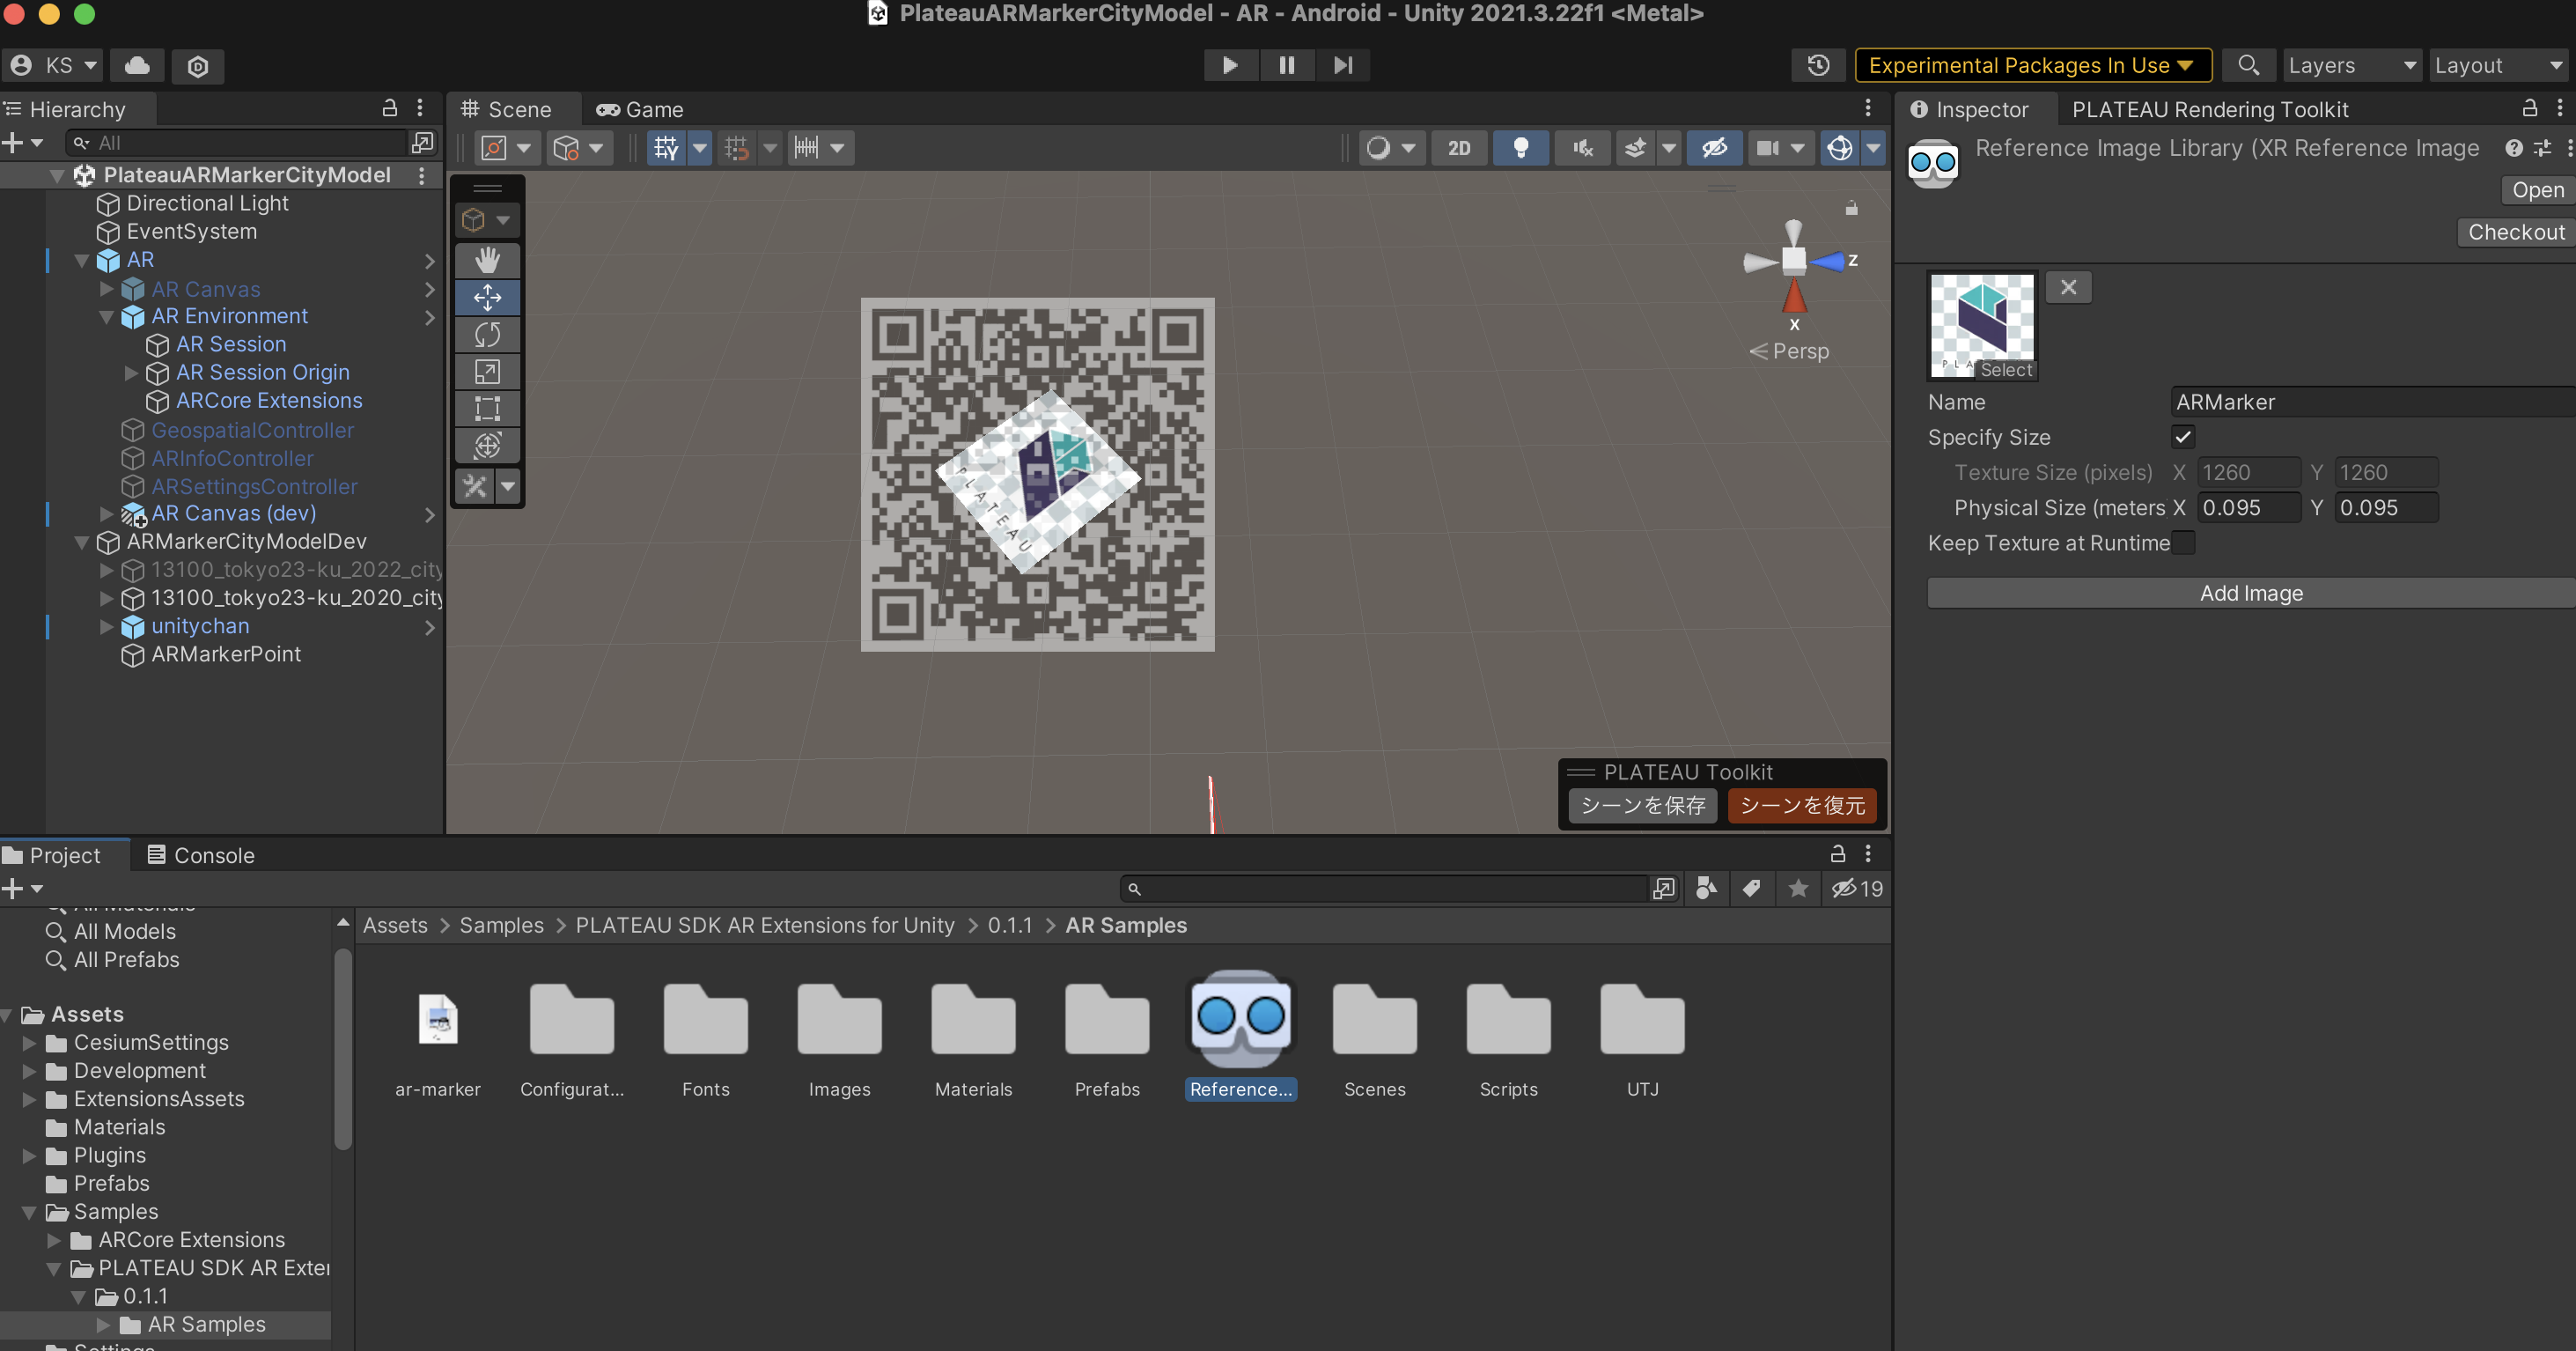 PlateauARMarkerCityModel - AR - Android - Unity 2021.3.22f1 <Metal>
KS
Experimental Packages In Use
Layers
Layout
Hierarchy
All
PlateauARMarkerCityModel
Directional Light
EventSystem
AR
AR Canvas
AR Environment
AR Session
AR Session Origin
ARCore Extensions
GeospatialController
ARInfoController
ARSettingsController
AR Canvas (dev)
ARMarkerCityModelDev
13100_tokyo23-ku_2022_city
13100_tokyo23-ku_2020_city
unitychan
ARMarkerPoint
Scene
Game
2D
Z
X
Persp
PLATEAU
PLATEAU Toolkit
シーンを保存
シーンを復元
Inspector
PLATEAU Rendering Toolkit
Reference Image Library (XR Reference Image
Open
Checkout
PLA
Select
Name
ARMarker
Specify Size
Texture Size (pixels)
X
1260
Y
1260
Physical Size (meters
X
0.095
Y
0.095
Keep Texture at Runtime
Add Image
Project
Console
19
All Materials
All Models
All Prefabs
Assets
CesiumSettings
Development
ExtensionsAssets
Materials
Plugins
Prefabs
Samples
ARCore Extensions
PLATEAU SDK AR Exter
0.1.1
AR Samples
Settings
Assets > Samples > PLATEAU SDK AR Extensions for Unity > 0.1.1 > AR Samples
ar-marker
Configurat...
Fonts
Images
Materials
Prefabs
Reference...
Scenes
Scripts
UTJ